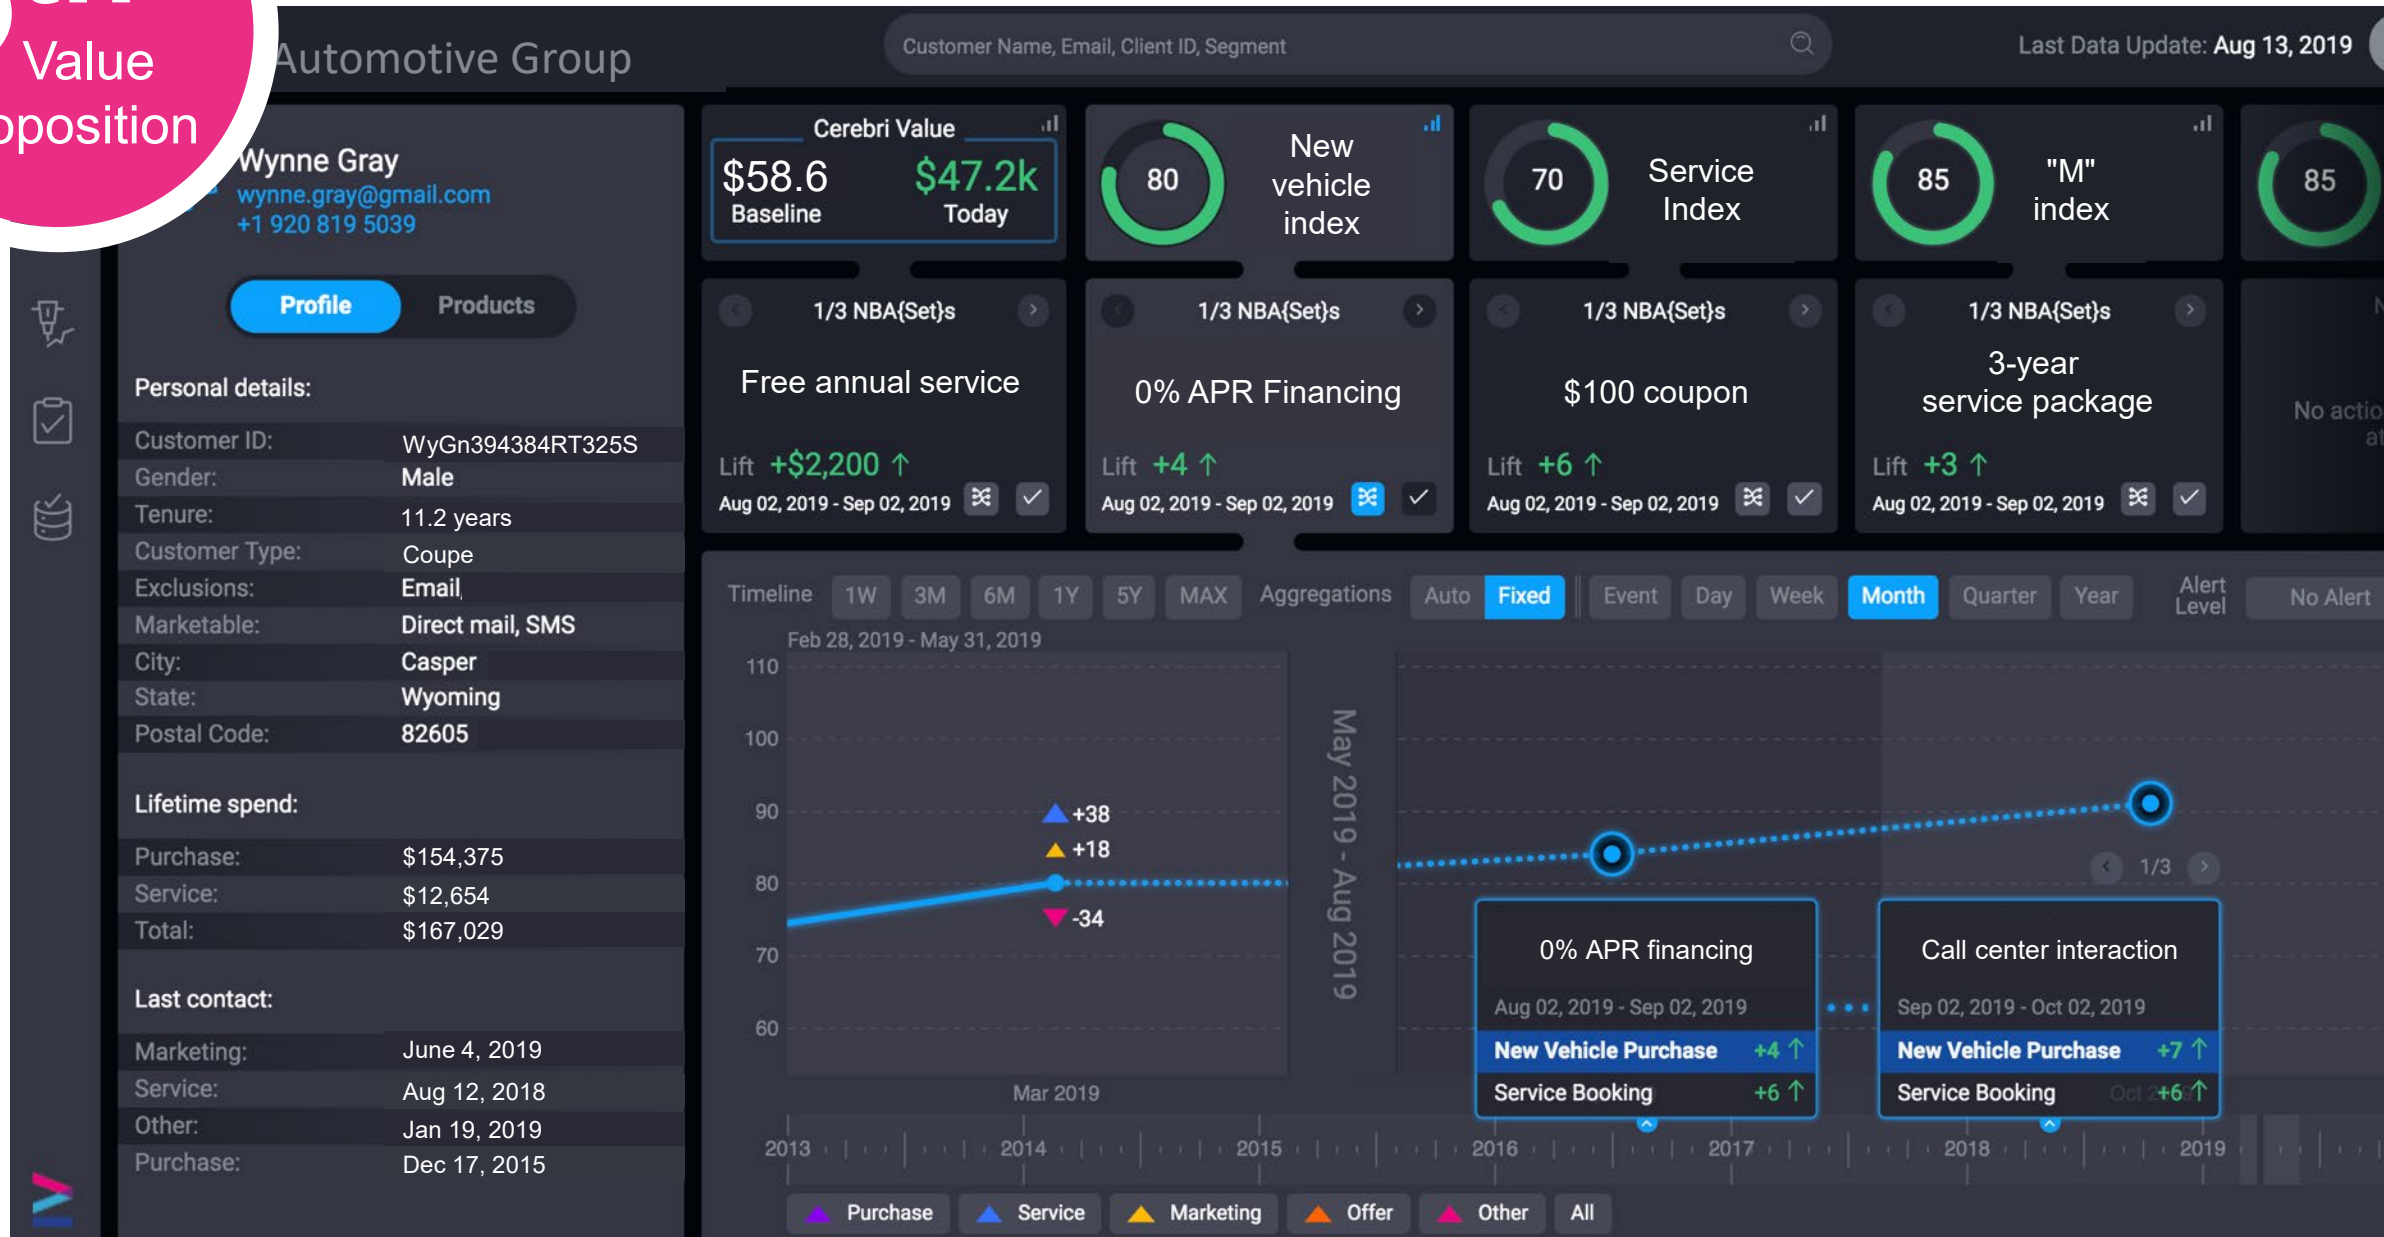 Value
Automotive Group
Customer Name, Email, Client ID, Segment
Last Data Update: Aug 13, 2019
Wynne Gray
wynne.gray@gmail.com
+1 920 819 5039
Profile
Products
Personal details:
Customer ID: WyGn394384RT325S
Gender: Male
Tenure: 11.2 years
Customer Type: Coupe
Exclusions: Email,
Marketable: Direct mail, SMS
City: Casper
State: Wyoming
Postal Code: 82605
Lifetime spend:
Purchase: $154,375
Service: $12,654
Total: $167,029
Last contact:
Marketing: June 4, 2019
Service: Aug 12, 2018
Other: Jan 19, 2019
Purchase: Dec 17, 2015
Cerebri Value
$58.6 $47.2k
Baseline Today
80
New
vehicle
index
70
Service
Index
85
"M"
index
85
1/3 NBA{Set}s
Free annual service
Lift +$2,200 ↑
Aug 02, 2019 - Sep 02, 2019
1/3 NBA{Set}s
0% APR Financing
Lift +4 ↑
Aug 02, 2019 - Sep 02, 2019
1/3 NBA{Set}s
$100 coupon
Lift +6 ↑
Aug 02, 2019 - Sep 02, 2019
1/3 NBA{Set}s
3-year
service package
Lift +3 ↑
Aug 02, 2019 - Sep 02, 2019
No
Timeline 1W 3M 6M 1Y 5Y MAX Aggregations Auto Fixed Event Day Week Month Quarter Year Alert Level No Alert
Feb 28, 2019 - May 31, 2019
110
100
90
80
70
60
+38
+18
-34
May 2019 - Aug 2019
1/3
0% APR financing
Aug 02, 2019 - Sep 02, 2019
New Vehicle Purchase +4 ↑
Service Booking +6 ↑
Call center interaction
Sep 02, 2019 - Oct 02, 2019
New Vehicle Purchase +7 ↑
Service Booking +6 ↑
Mar 2019
2013 2014 2015 2016 2017 2018 2019
Purchase Service Marketing Offer Other All